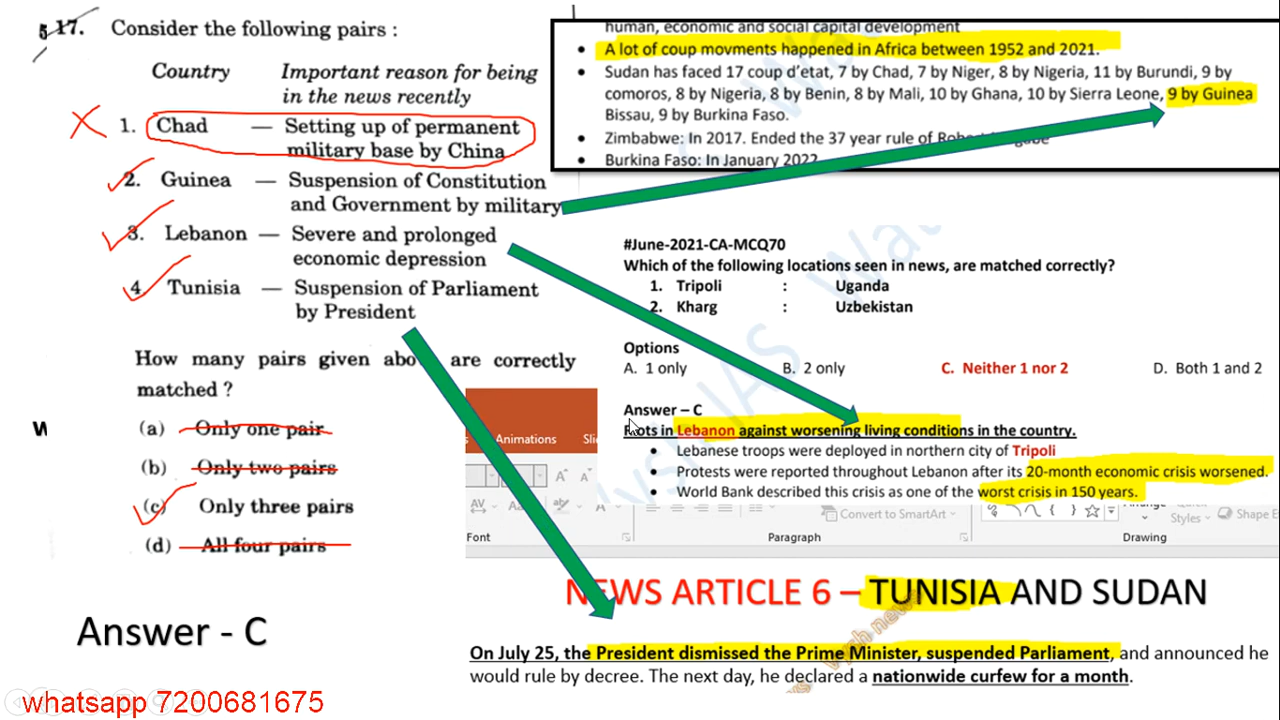 5
17. Consider the following pairs :
Country Important reason for being
in the news recently
1. Chad — Setting up of permanent
military base by China
2. Guinea — Suspension of Constitution
and Government by military
3. Lebanon — Severe and prolonged
economic depression
4 Tunisia — Suspension of Parliament
by President
How many pairs given are correctly
matched ?
(a) Only one pair
(b) Only two pairs
(c) Only three pairs
(d) All four pairs
Answer - C
whatsapp 7200681675
human, economic and social capital development
• A lot of coup movments happened in Africa between 1952 and 2021.
• Sudan has faced 17 coup d'etat, 7 by Chad, 7 by Niger, 8 by Nigeria, 11 by Burundi, 9 by
comoros, 8 by Nigeria, 8 by Benin, 8 by Mali, 10 by Ghana, 10 by Sierra Leone, 9 by Guinea
Bissau, 9 by Burkina Faso.
• Zimbabwe: In 2017. Ended the 37 year rule of
• Burkina Faso: In January 2022
#June-2021-CA-MCQ70
Which of the following locations seen in news, are matched correctly?
1. Tripoli : Uganda
2. Kharg : Uzbekistan
Options
A. 1 only B. 2 only C. Neither 1 nor 2 D. Both 1 and 2
Answer – C
Riots in Lebanon against worsening living conditions in the country.
• Lebanese troops were deployed in northern city of Tripoli
• Protests were reported throughout Lebanon after its 20-month economic crisis worsened.
• World Bank described this crisis as one of the worst crisis in 150 years.
Animations
Convert to SmartArt
Styles
Shape
Font Paragraph Drawing
NEWS ARTICLE 6 – TUNISIA AND SUDAN
On July 25, the President dismissed the Prime Minister, suspended Parliament, and announced he
would rule by decree. The next day, he declared a nationwide curfew for a month.